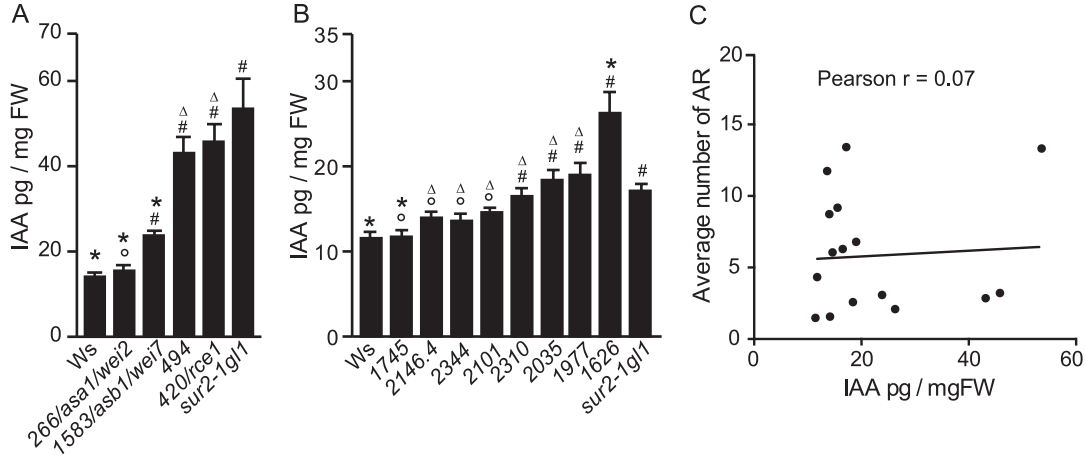 A
IAA pg / mg FW
70
60
40
20
0
*
*
°
*
#
Δ
#
Δ
#
#
Ws
266/asa1/wei2
1583/asb1/wei7
494
420/rce1
sur2-1gl1
B
IAA pg / mg FW
35
30
20
10
0
*
*
°
Δ
°
Δ
°
Δ
°
Δ
#
Δ
#
Δ
#
*
#
#
Ws
1745
2146.4
2344
2101
2310
2035
1977
1626
sur2-1gl1
C
Average number of AR
20
15
10
5
0
Pearson r = 0.07
0
20
40
60
IAA pg / mgFW